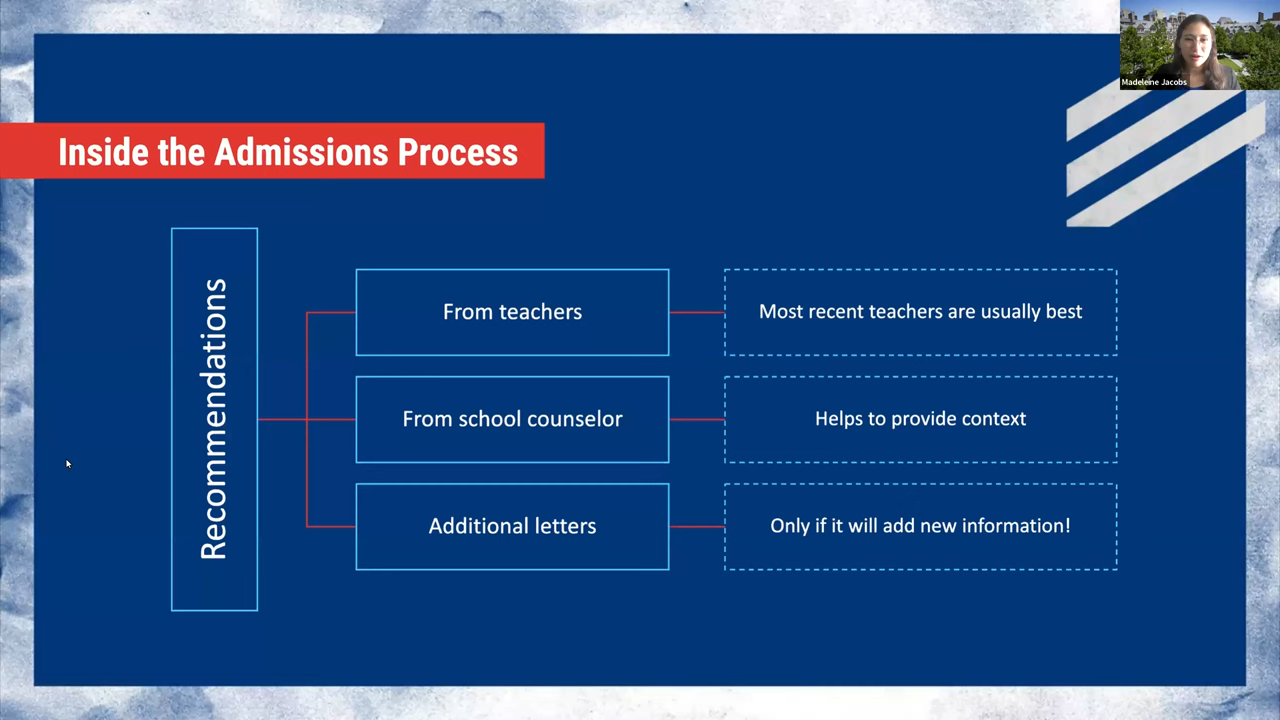 Madeleine Jacobs
Inside the Admissions Process
Recommendations
From teachers
Most recent teachers are usually best
From school counselor
Helps to provide context
Additional letters
Only if it will add new information!